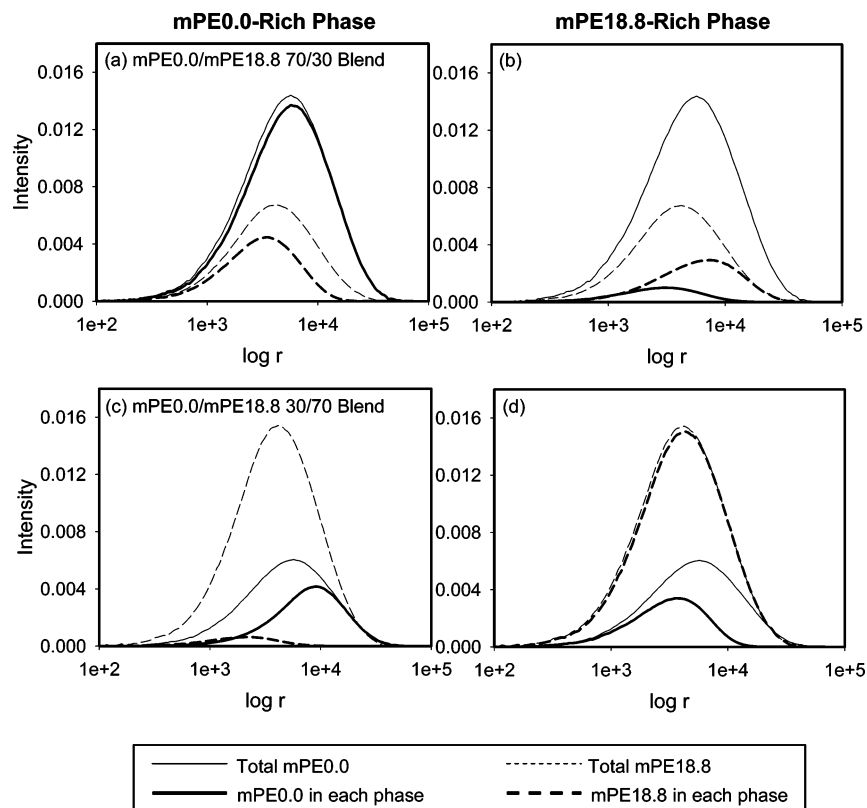 mPE0.0-Rich Phase
mPE18.8-Rich Phase
(a) mPE0.0/mPE18.8 70/30 Blend
(b)
0.016
0.012
0.008
0.004
0.000
Intensity
1e+2 1e+3 1e+4 1e+5
log r
0.016
0.012
0.008
0.004
0.000
1e+2 1e+3 1e+4 1e+5
log r
(c) mPE0.0/mPE18.8 30/70 Blend
(d)
0.016
0.012
0.008
0.004
0.000
Intensity
1e+2 1e+3 1e+4 1e+5
log r
0.016
0.012
0.008
0.004
0.000
1e+2 1e+3 1e+4 1e+5
log r
Total mPE0.0
Total mPE18.8
mPE0.0 in each phase
mPE18.8 in each phase